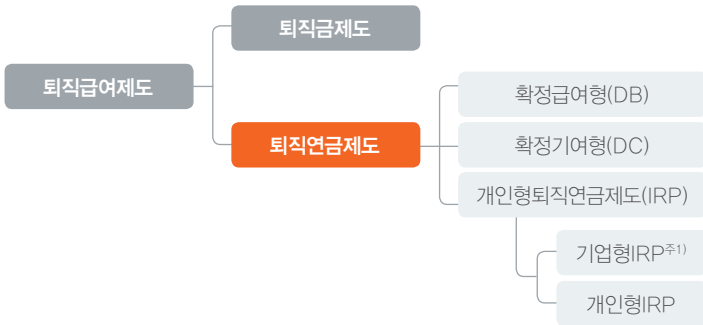 퇴직금제도
퇴직급여제도
확정급여형(DB)
퇴직연금제도
확정기여형(DC)
개인형퇴직연금제도(IRP)
기업형IRP주1)
개인형IRP